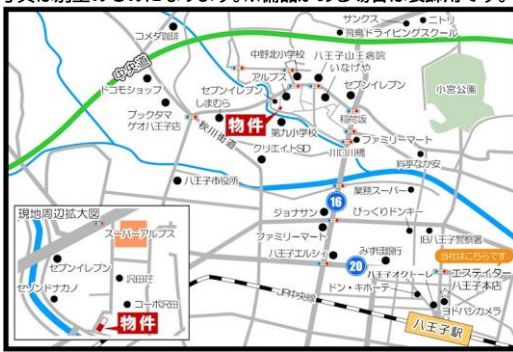 サンクス
ニトリ
コメダ珈琲
飛鳥ドライビングスクール
中央道
中野北小学校
八王子山王病院
アルプス
いなげや
ドコモショップ
セブンイレブン
セブンイレブン
しまむら
小宮公園
ブックタマ
ゲオ八王子店
物件
稲荷坂
秋川街道
第九小学校
ファミリーマート
クリエイトSD
川口川橋
料亭なか安
八王子市役所
業務スーパー
16
現地周辺拡大図
ジョナサン
びっくりドンキー
スーパーアルプス
ファミリーマート
旧八王子警察署
八王子エルシィ
みずほ銀行
当社はこちらです
セブンイレブン
20
八王子オクトーレ
エスティケイター
八王子本店
沢田荘
ドン・キホーテ
セゾンドナカノ
JR中央線
コーポ沢田
ヨドバシカメラ
物件
八王子駅